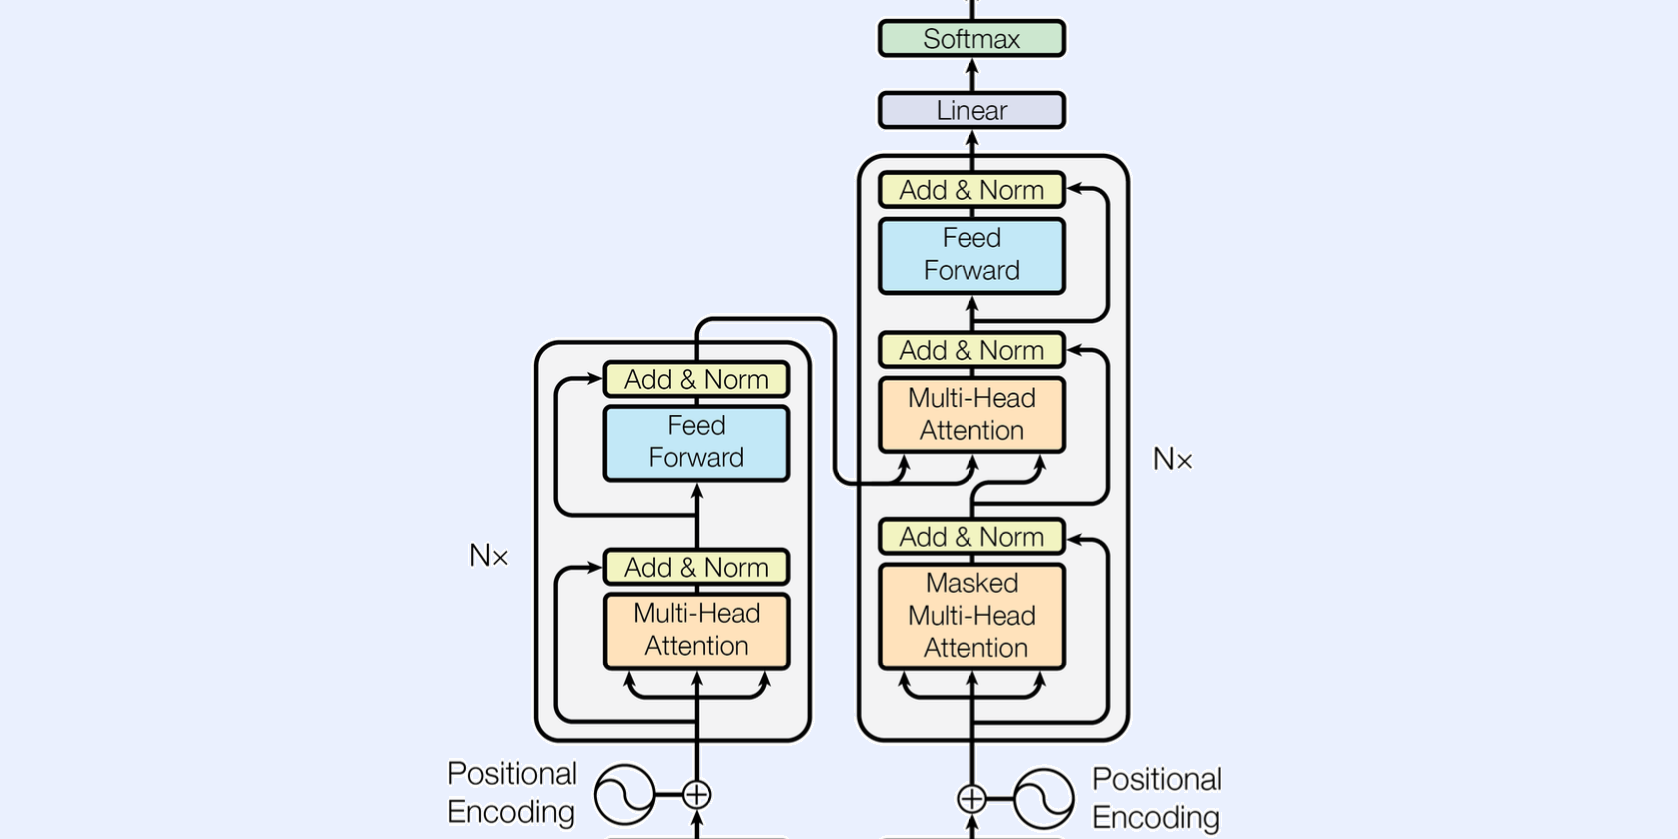 Softmax
Linear
Add & Norm
Feed
Forward
Add & Norm
Multi-Head
Attention
Nx
Add & Norm
Masked
Multi-Head
Attention
Add & Norm
Feed
Forward
Nx
Add & Norm
Multi-Head
Attention
Positional
Encoding
Positional
Encoding